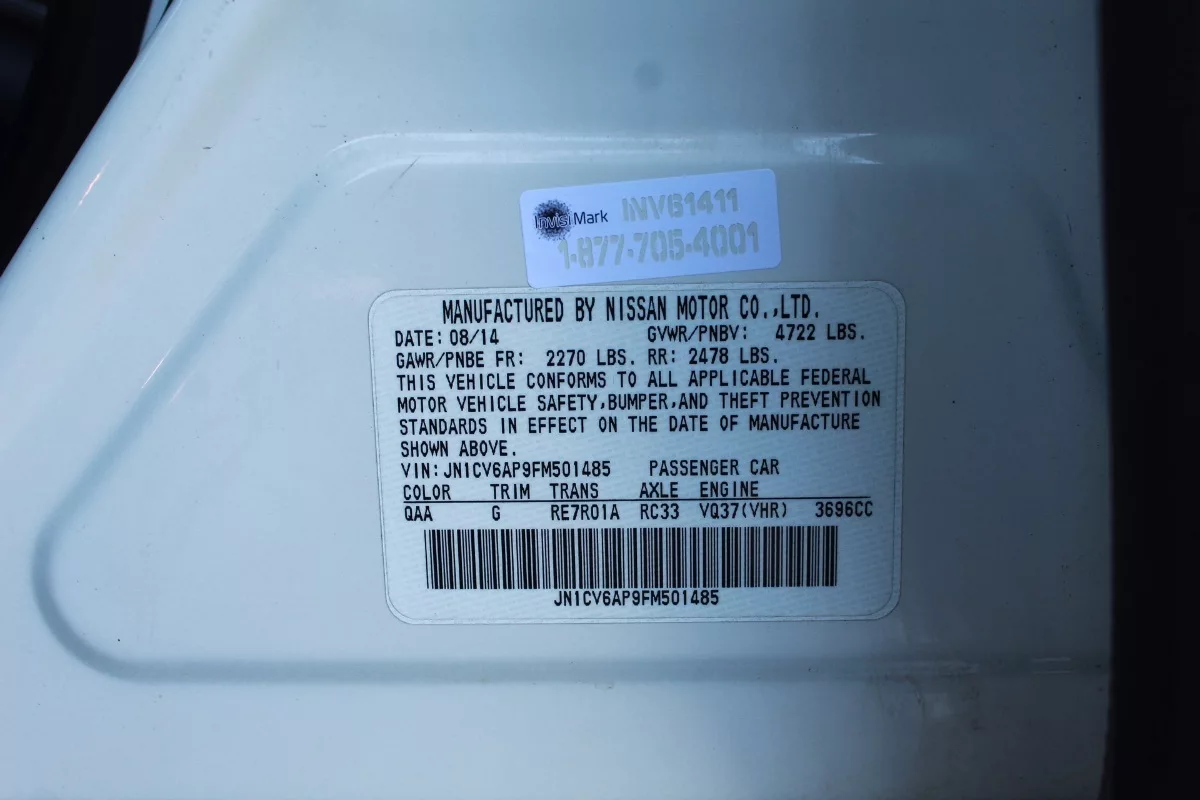 InvisiMark INV61411
1-877-705-4001
MANUFACTURED BY NISSAN MOTOR CO.,LTD.
DATE: 08/14 GVWR/PNBV: 4722 LBS.
GAWR/PNBE FR: 2270 LBS. RR: 2478 LBS.
THIS VEHICLE CONFORMS TO ALL APPLICABLE FEDERAL
MOTOR VEHICLE SAFETY,BUMPER,AND THEFT PREVENTION
STANDARDS IN EFFECT ON THE DATE OF MANUFACTURE
SHOWN ABOVE.
VIN:JN1CV6AP9FM501485 PASSENGER CAR
COLOR TRIM TRANS AXLE ENGINE
QAA G RE7R01A RC33 VQ37(VHR) 3696CC
JN1CV6AP9FM501485